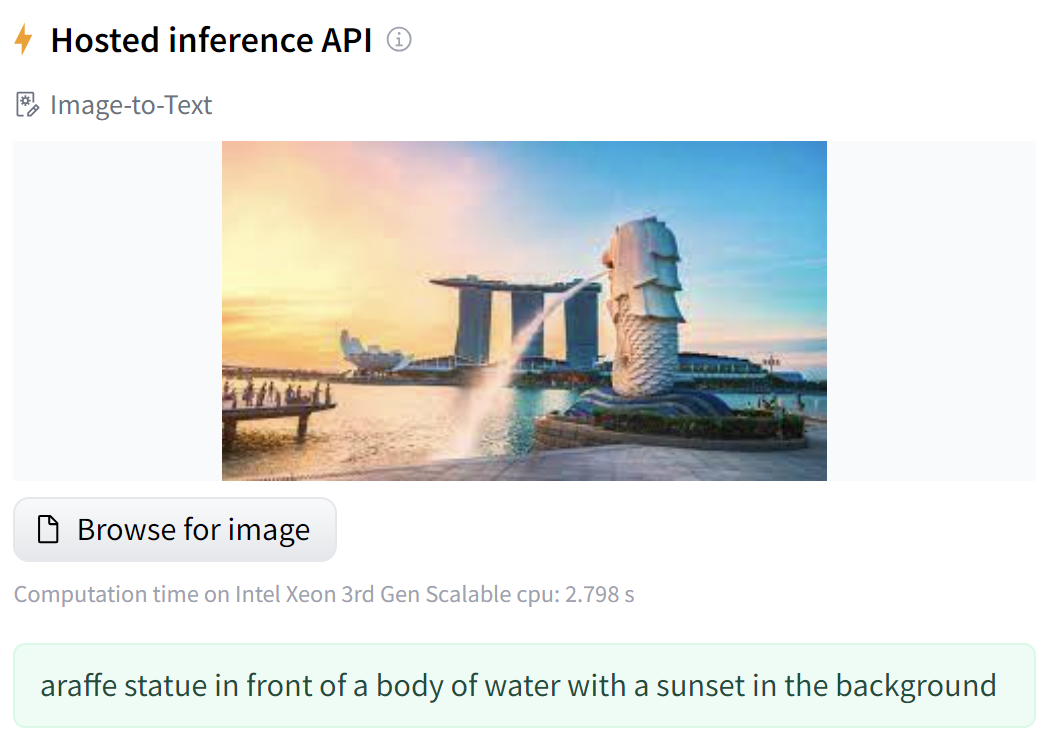 Hosted inference API
Image-to-Text
Browse for image
Computation time on Intel Xeon 3rd Gen Scalable cpu: 2.798 s
araffe statue in front of a body of water with a sunset in the background